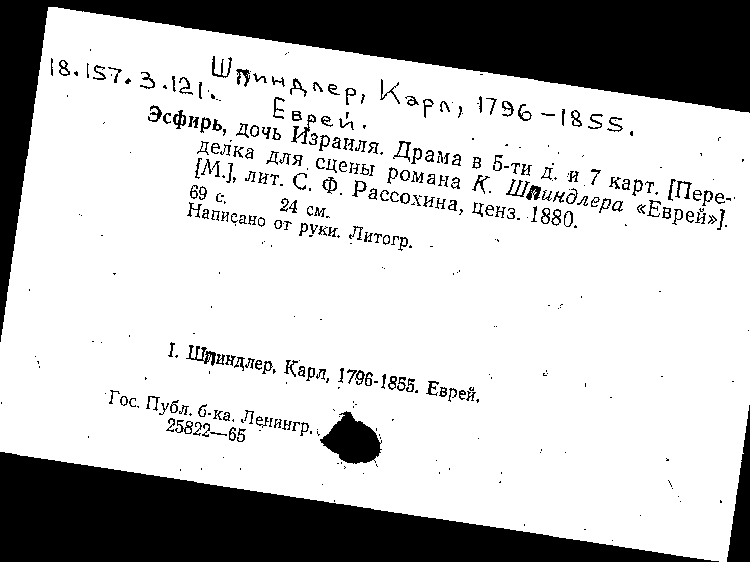 Шпиндлер, Карл, 1796-1855.
18.157.3.121.
Еврей.
Эсфирь, дочь Израиля. Драма в 5-ти д. и 7 карт. [Пере-
делка для сцены романа К. Шпиндлера «Еврей»].
[М.], лит. С. Ф. Рассохина, ценз. 1880.
69 с. 24 см.
Написано от руки. Литогр.
I. Шпиндлер, Карл, 1796-1855. Еврей.
Гос. Публ. б-ка. Ленингр.
25822—65